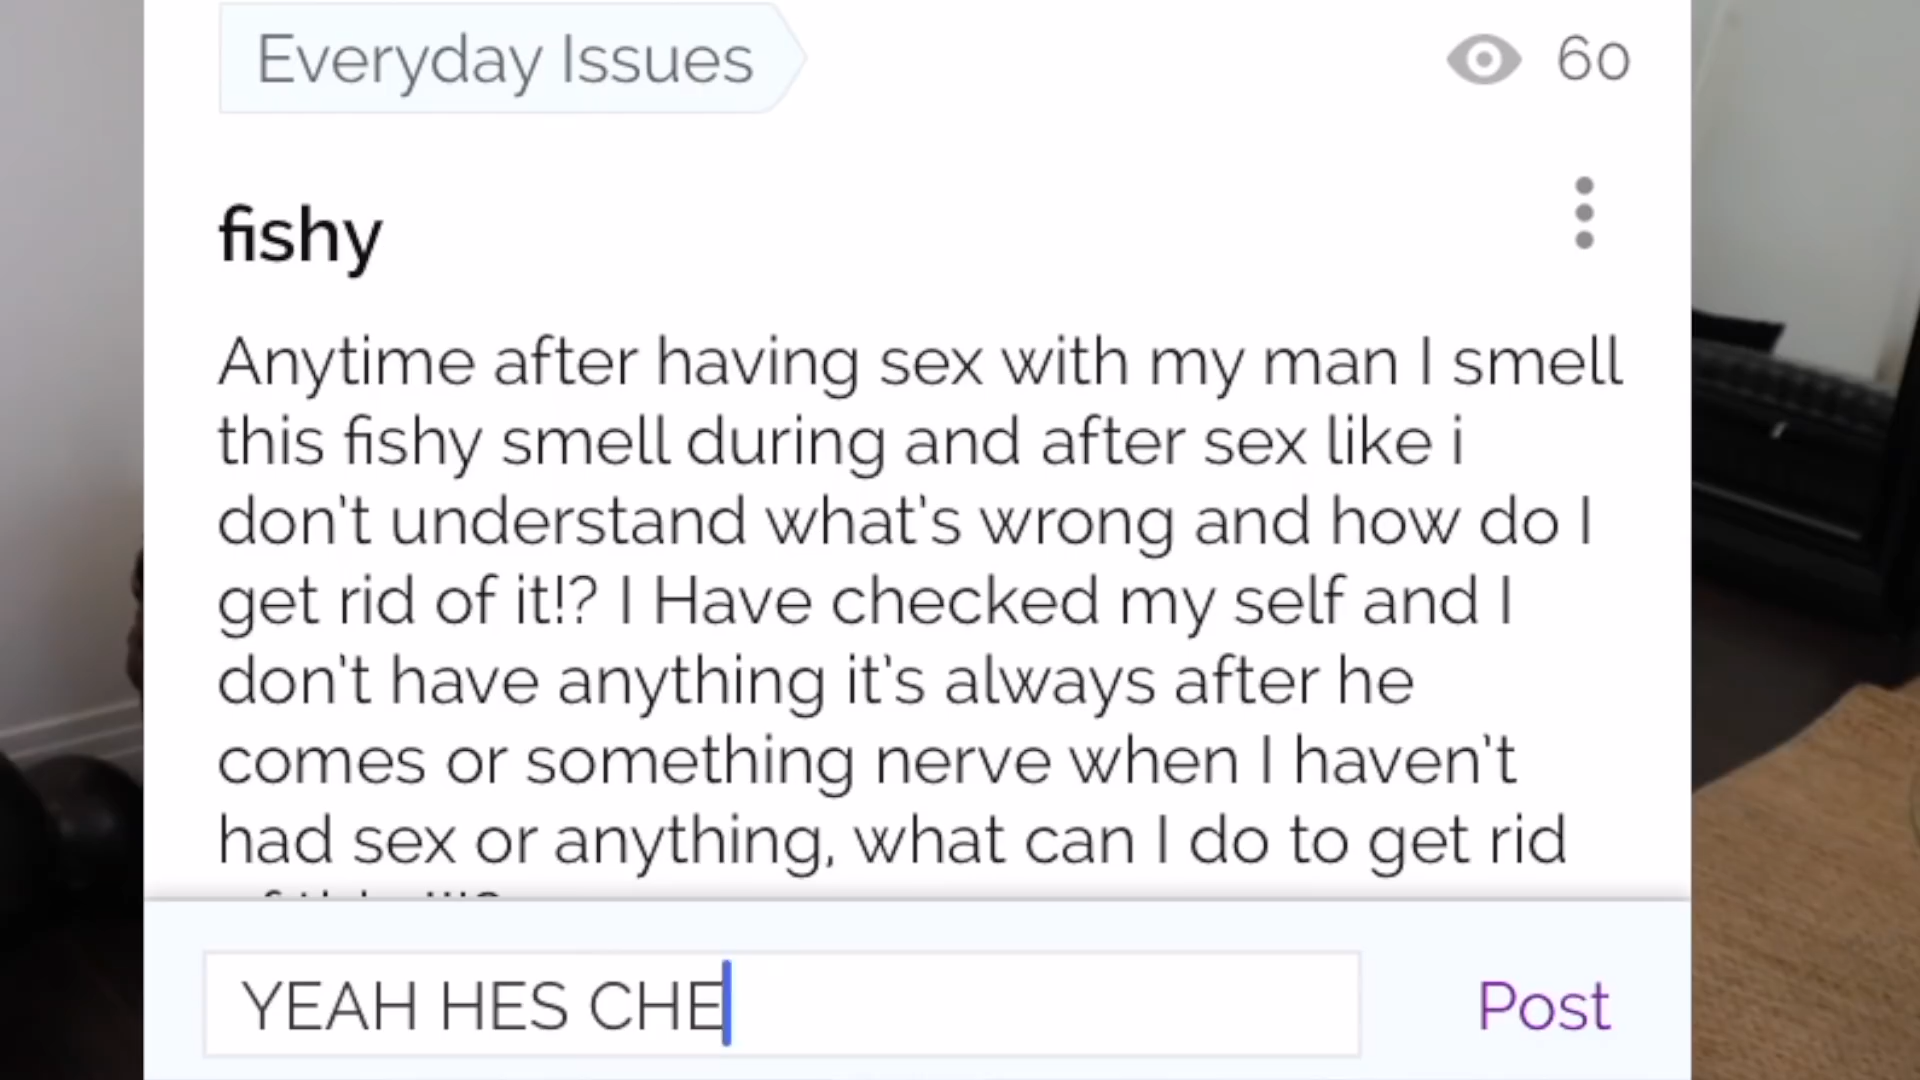 Everyday Issues
60
fishy
Anytime after having sex with my man I smell
this fishy smell during and after sex like i
don't understand what's wrong and how do I
get rid of it!? I Have checked my self and I
don't have anything it's always after he
comes or something nerve when I haven't
had sex or anything, what can I do to get rid
YEAH HES CHE
Post